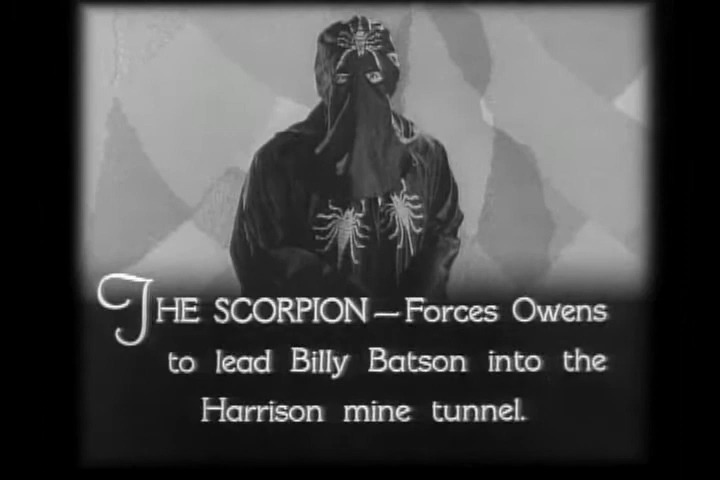 THE SCORPION — Forces Owens
to lead Billy Batson into the
Harrison mine tunnel.